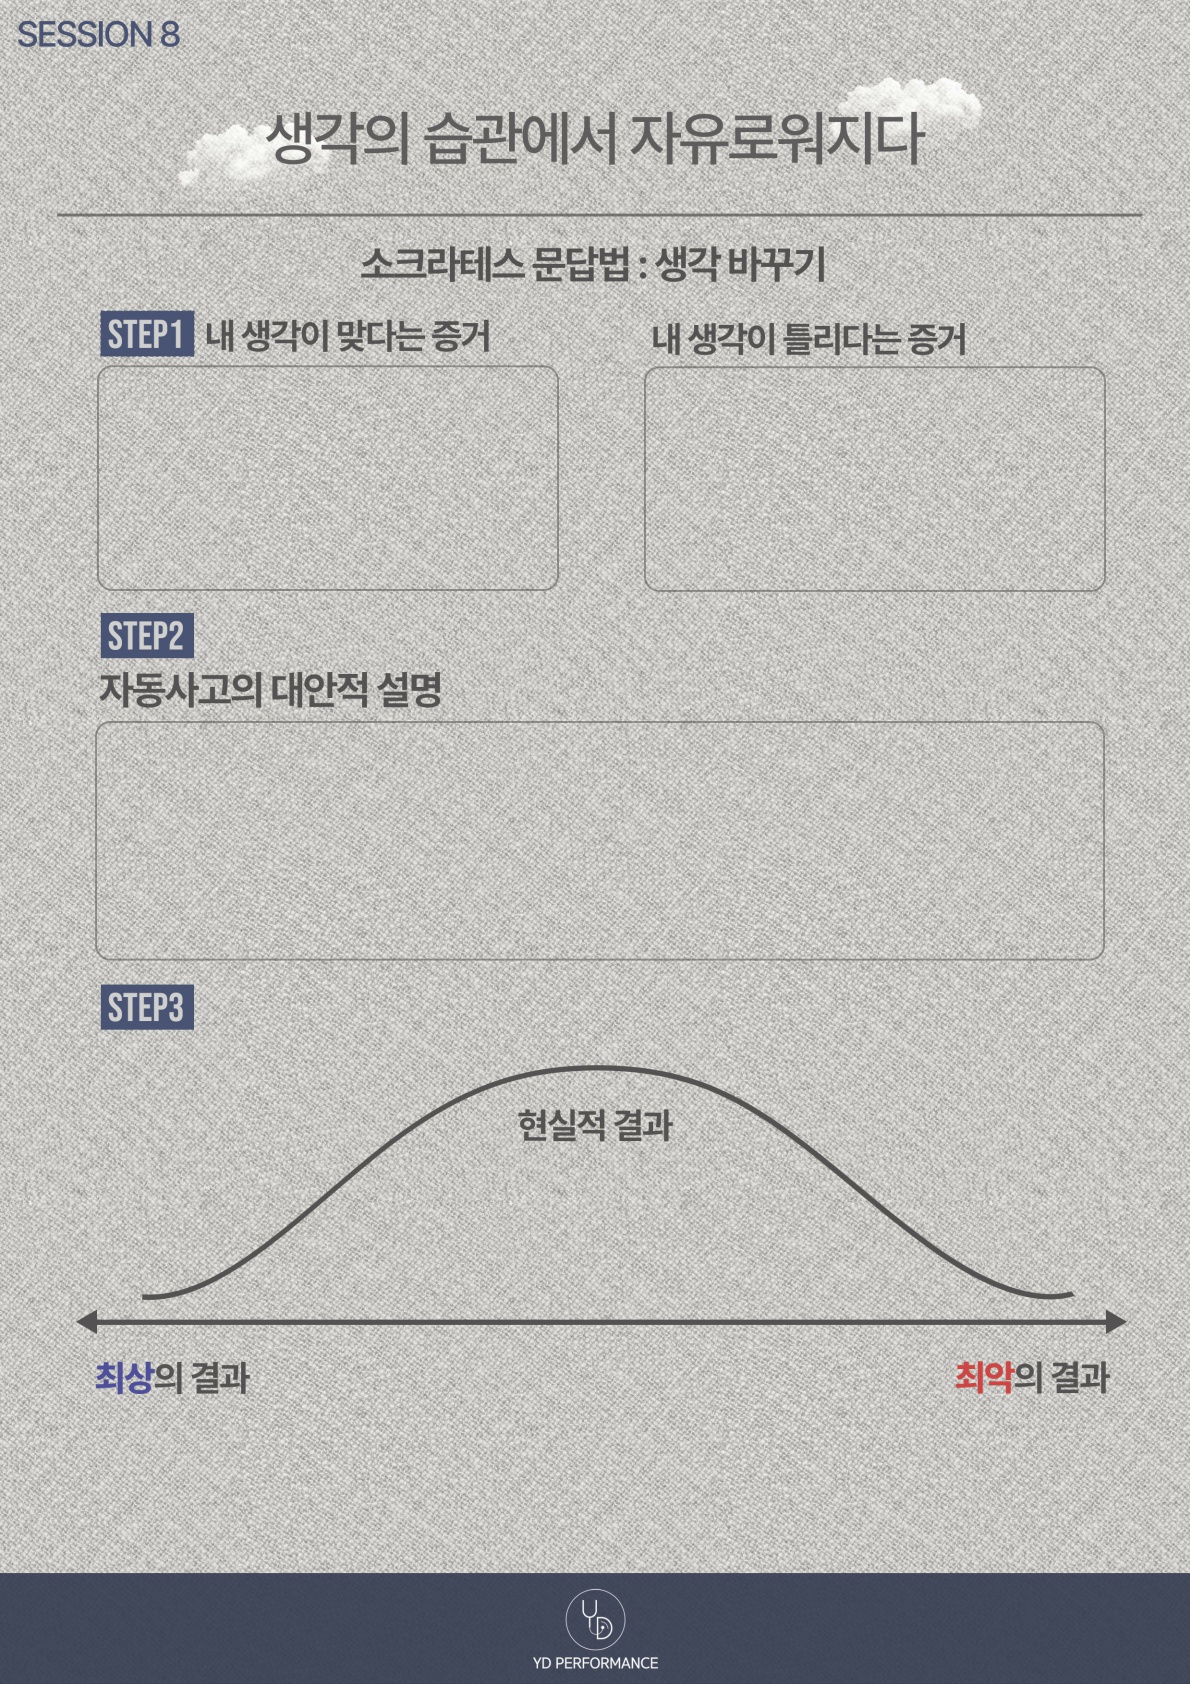 SESSION 8
생각의 습관에서 자유로워지다
소크라테스 문답법 : 생각 바꾸기
STEP1 내 생각이 맞다는 증거
내 생각이 틀리다는 증거
STEP2
자동사고의 대안적 설명
STEP3
현실적 결과
최상의 결과
최악의 결과
YD
YD PERFORMANCE